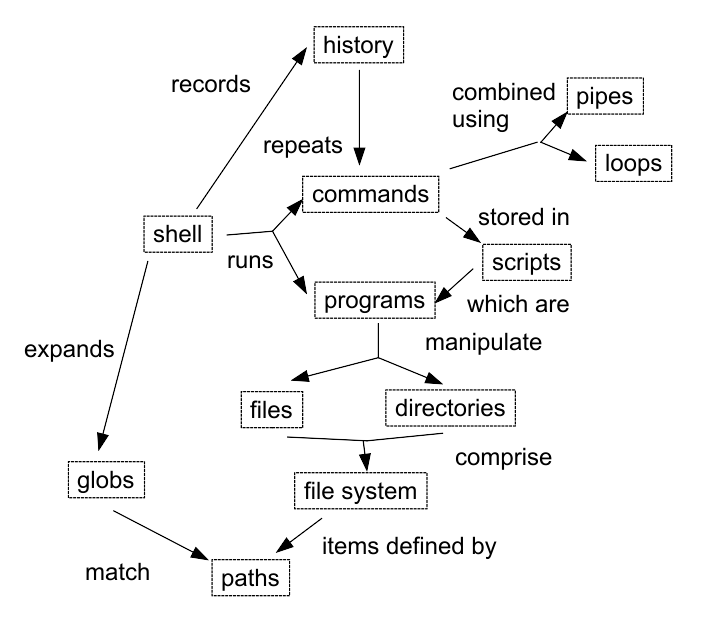 history
records
combined
using
pipes
repeats
loops
commands
shell
stored in
runs
scripts
programs
which are
manipulate
expands
files
directories
comprise
globs
file system
items defined by
match
paths